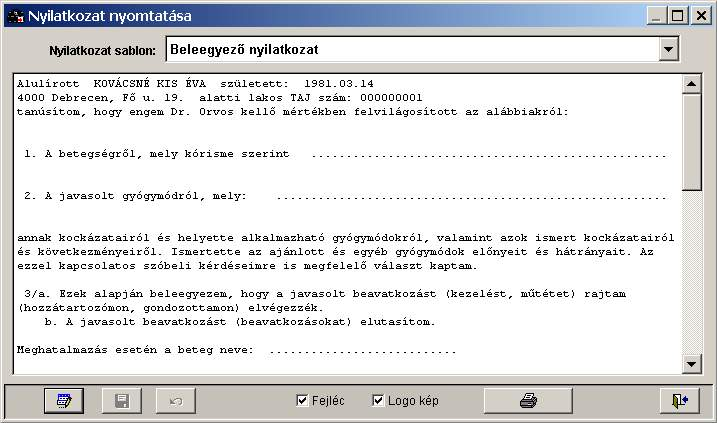 Nyilatkozat nyomtatása
Nyilatkozat sablon: Beleegyező nyilatkozat
Alulírott  KOVÁCSNÉ KIS ÉVA  született:  1981.03.14
4000 Debrecen, Fő u. 19.  alatti lakos TAJ szám: 000000001
tanúsítom, hogy engem Dr. Orvos kellő mértékben felvilágosított az alábbiakról:
1. A betegségről, mely kórisme szerint   ...................................................
2. A javasolt gyógymódról, mely:    ........................................................
annak kockázatairól és helyette alkalmazható gyógymódokról, valamint azok ismert kockázatairól
és következményeiről. Ismertette az ajánlott és egyéb gyógymódok előnyeit és hátrányait. Az
ezzel kapcsolatos szóbeli kérdéseimre is megfelelő választ kaptam.
3/a. Ezek alapján beleegyezem, hogy a javasolt beavatkozást (kezelést, műtétet) rajtam
(hozzátartozómon, gondozottamon) elvégezzék.
b. A javasolt beavatkozást (beavatkozásokat) elutasítom.
Meghatalmazás esetén a beteg neve:  ...........................
Fejléc Logo kép